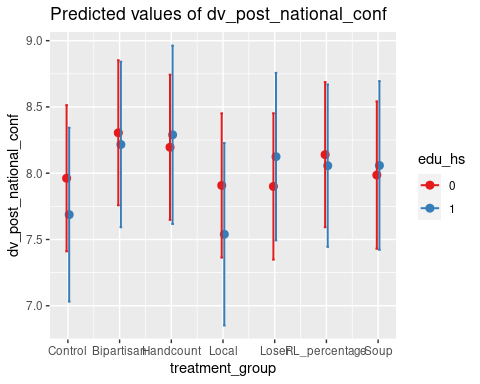 Predicted values of dv_post_national_conf
9.0
8.5
8.0
7.5
7.0
dv_post_national_conf
Control Bipartisan Handcount Local Loser RL_percentage Soup
treatment_group
edu_hs
0
1